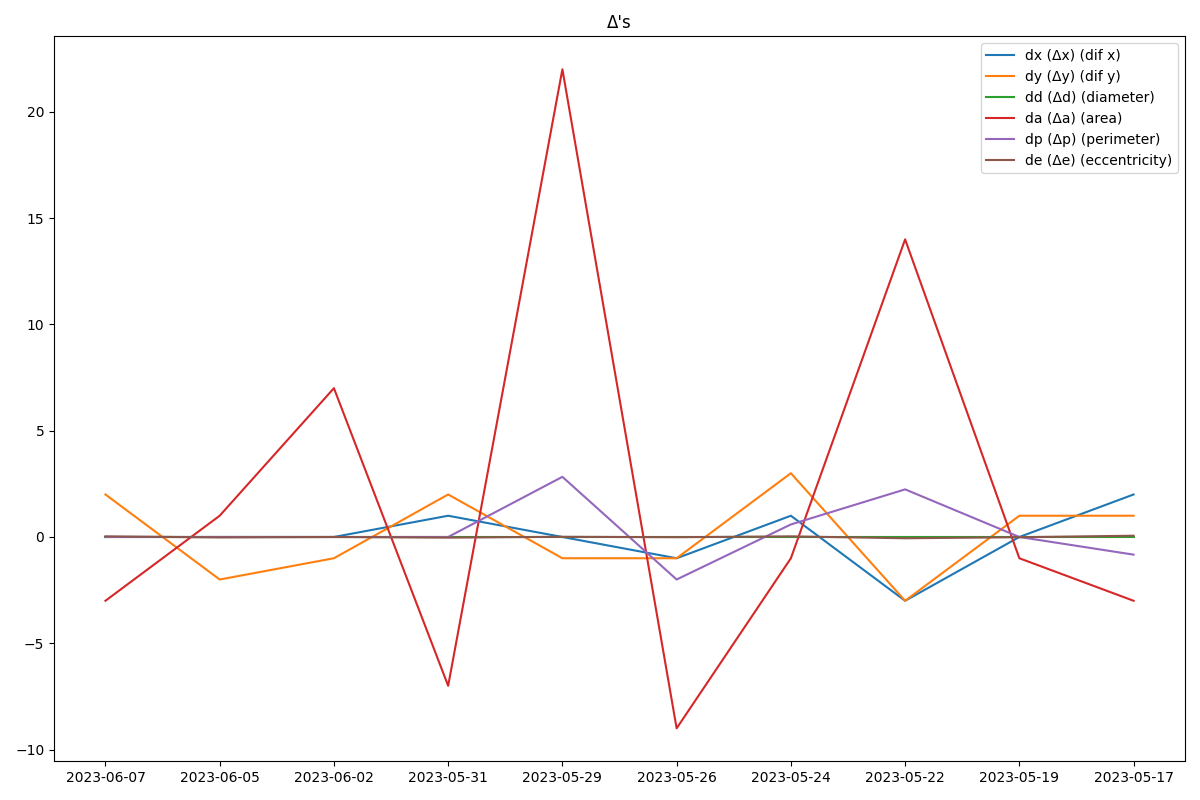 Δ's
dx (Δx) (dif x)
dy (Δy) (dif y)
dd (Δd) (diameter)
da (Δa) (area)
dp (Δp) (perimeter)
de (Δe) (eccentricity)
20
15
10
5
0
−5
−10
2023-06-07 2023-06-05 2023-06-02 2023-05-31 2023-05-29 2023-05-26 2023-05-24 2023-05-22 2023-05-19 2023-05-17